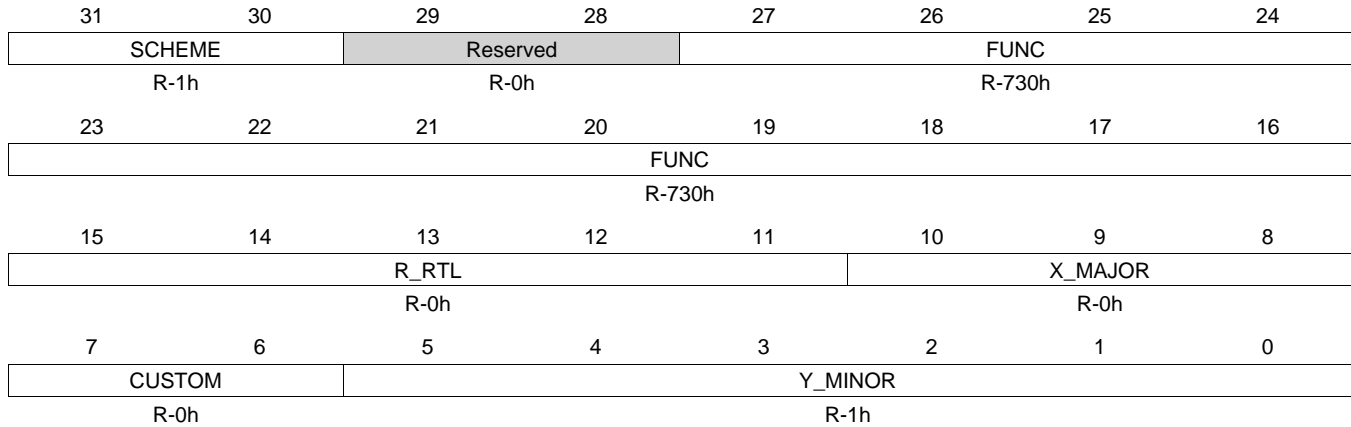 31 30 29 28 27 26 25 24
SCHEME Reserved FUNC
R-1h R-0h R-730h
23 22 21 20 19 18 17 16
FUNC
R-730h
15 14 13 12 11 10 9 8
R_RTL X_MAJOR
R-0h R-0h
7 6 5 4 3 2 1 0
CUSTOM Y_MINOR
R-0h R-1h